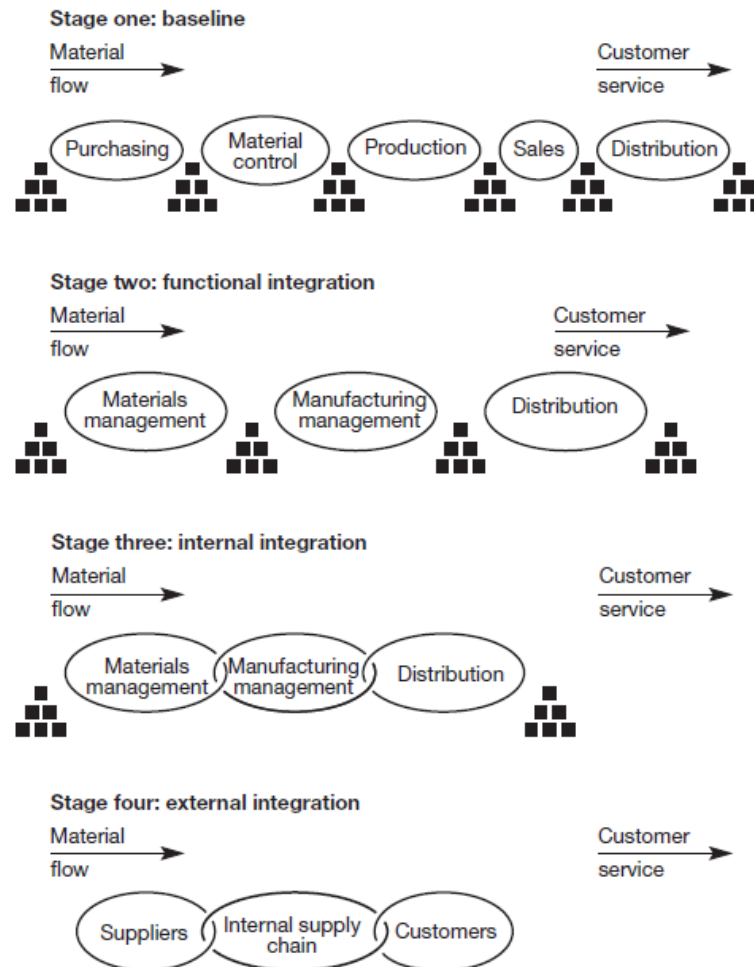 Stage one: baseline
Material
flow
Customer
service
Purchasing
Material
control
Production
Sales
Distribution
Stage two: functional integration
Material
flow
Customer
service
Materials
management
Manufacturing
management
Distribution
Stage three: internal integration
Material
flow
Customer
service
Materials
management
Manufacturing
management
Distribution
Stage four: external integration
Material
flow
Customer
service
Suppliers
Internal supply
chain
Customers